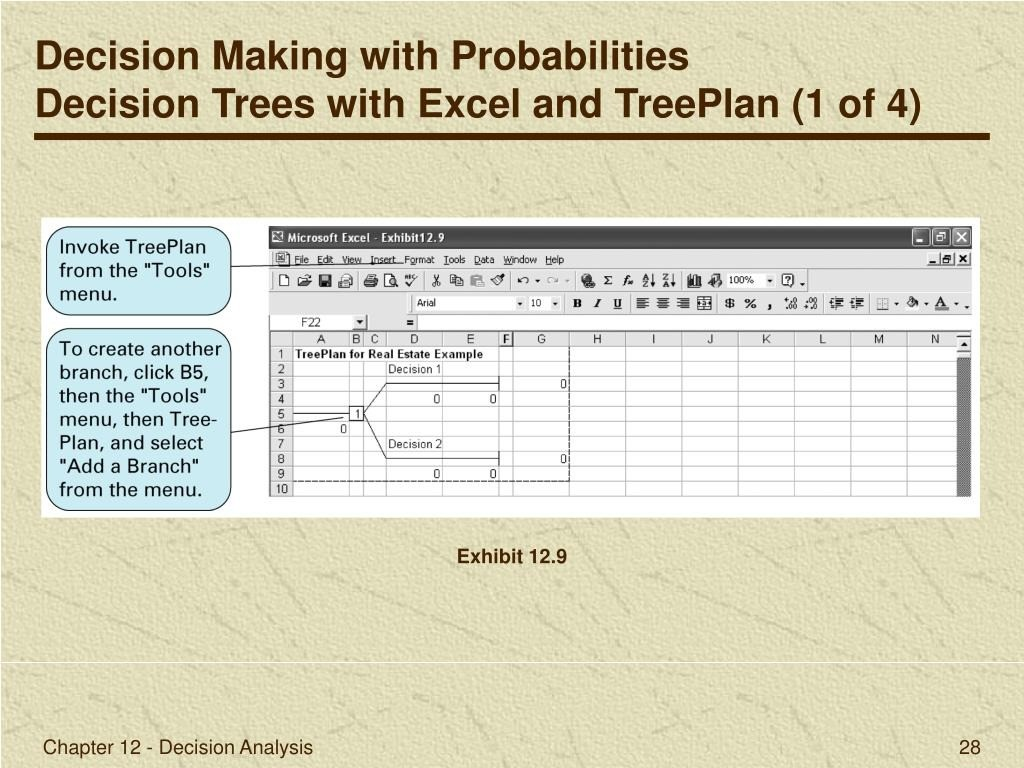 Decision Making with Probabilities
Decision Trees with Excel and TreePlan (1 of 4)
Invoke TreePlan
from the "Tools"
menu.
To create another
branch, click B5,
then the "Tools"
menu, then Tree-
Plan, and select
"Add a Branch"
from the menu.
Microsoft Excel - Exhibit12.9
File Edit View Insert Format Tools Data Window Help
100%
Arial 10 B I U $ % ,
F22 =
A B C D E F G H I J K L M N
1 TreePlan for Real Estate Example
2 Decision 1
3 0
4 0 0
5 1
6 0
7 Decision 2
8 0
9 0 0
10
Exhibit 12.9
Chapter 12 - Decision Analysis 28